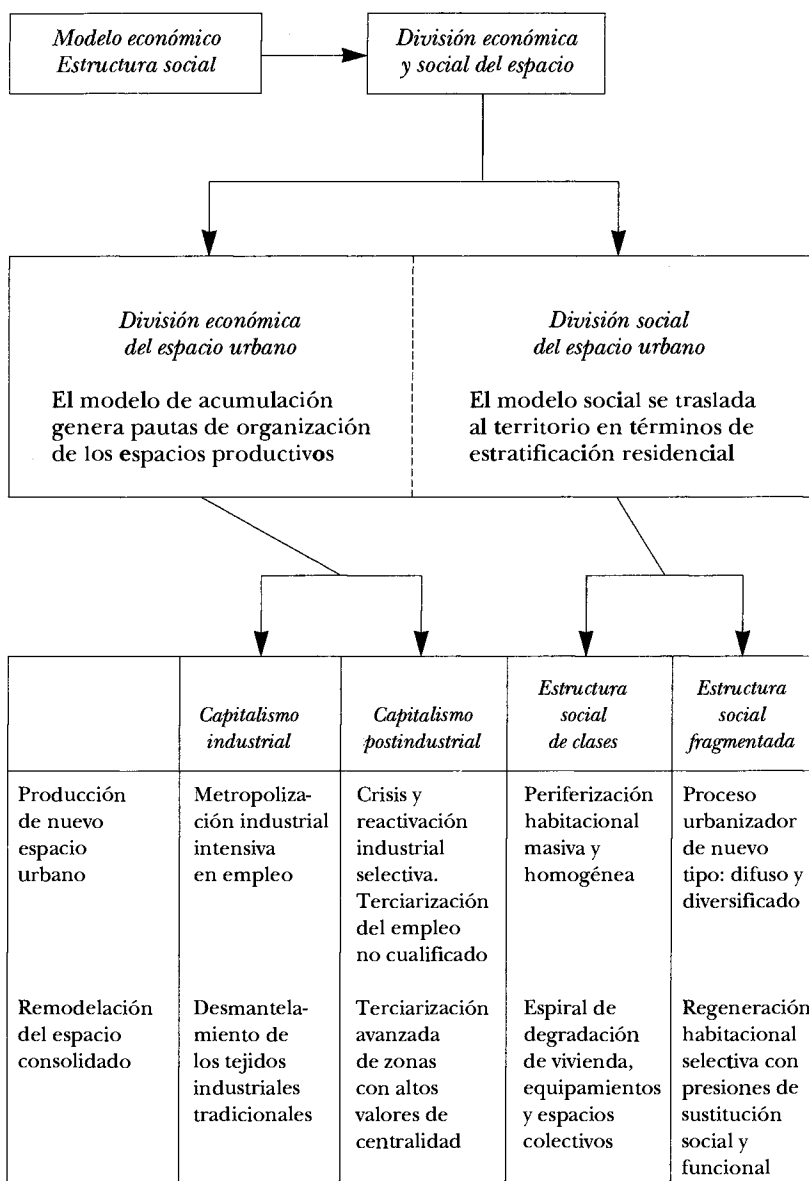 Modelo económico
Estructura social
División económica
y social del espacio
División económica
del espacio urbano
El modelo de acumulación
genera pautas de organización
de los espacios productivos
División social
del espacio urbano
El modelo social se traslada
al territorio en términos de
estratificación residencial
Capitalismo
industrial
Capitalismo
postindustrial
Estructura
social
de clases
Estructura
social
fragmentada
Producción
de nuevo
espacio
urbano
Metropoliza-
ción industrial
intensiva
en empleo
Crisis y
reactivación
industrial
selectiva.
Terciarización
del empleo
no cualificado
Periferización
habitacional
masiva y
homogénea
Proceso
urbanizador
de nuevo
tipo: difuso y
diversificado
Remodelación
del espacio
consolidado
Desmantela-
miento de
los tejidos
industriales
tradicionales
Terciarización
avanzada
de zonas
con altos
valores de
centralidad
Espiral de
degradación
de vivienda,
equipamientos
y espacios
colectivos
Regeneración
habitacional
selectiva con
presiones de
sustitución
social y
funcional